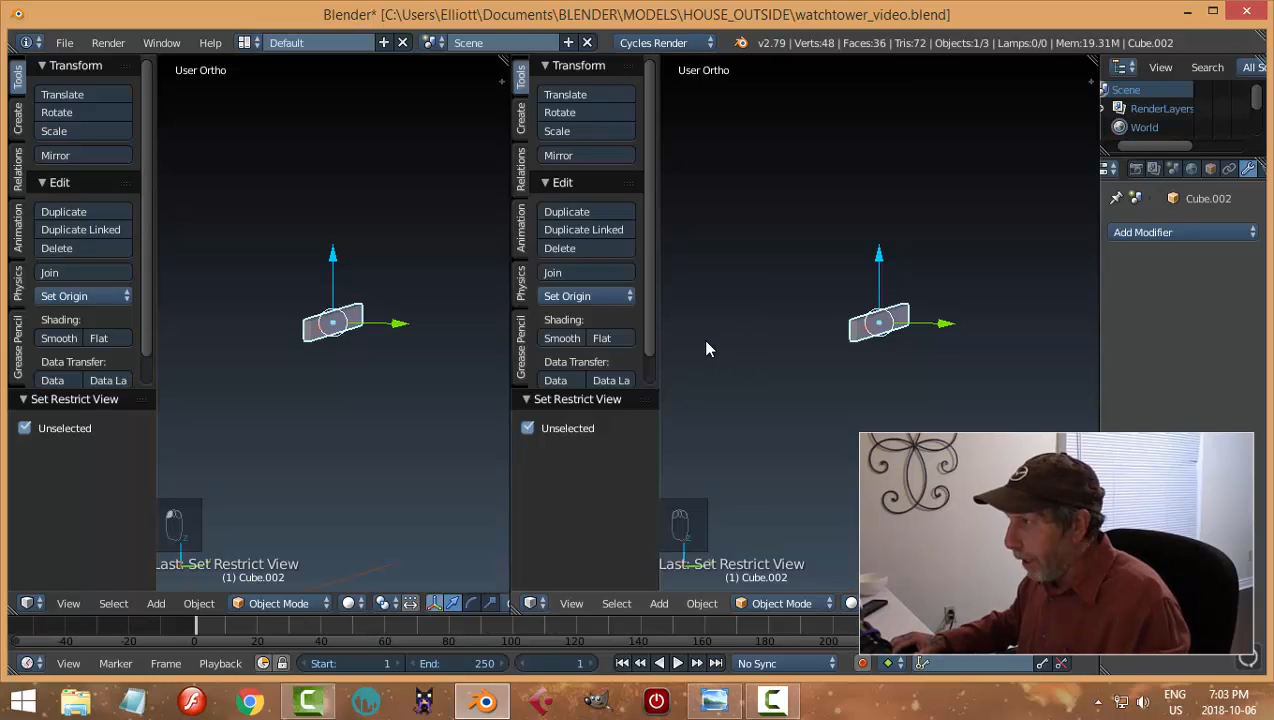 Blender* [C:\Users\Elliott\Documents\BLENDER\MODELS\HOUSE_OUTSIDE\watchtower_video.blend]
File Render Window Help Default Scene Cycles Render v2.79 | Verts:48 | Faces:36 | Tris:72 | Objects:1/3 | Lamps:0/0 | Mem:19.31M | Cube.002
Tools
Create
Relations
Animation
Physics
Grease Pencil
Transform
Translate
Rotate
Scale
Mirror
Edit
Duplicate
Duplicate Linked
Delete
Join
Set Origin
Shading:
Smooth Flat
Data Transfer:
Data Data La
Set Restrict View
Unselected
User Ortho
Z
Last: Set Restrict View
(1) Cube.002
View Select Add Object Object Mode
Tools
Create
Relations
Animation
Physics
Grease Pencil
Transform
Translate
Rotate
Scale
Mirror
Edit
Duplicate
Duplicate Linked
Delete
Join
Set Origin
Shading:
Smooth Flat
Data Transfer:
Data Data La
Set Restrict View
Unselected
User Ortho
Z
Last: Set Restrict View
(1) Cube.002
View Select Add Object Object Mode
View Search All S
Scene
RenderLayers
World
Cube.002
Add Modifier
-40 -20 0 20 40 60 80 100 120 140 160 180 200
View Marker Frame Playback Start: 1 End: 250 1 No Sync
ENG 7:03 PM
US 2018-10-06